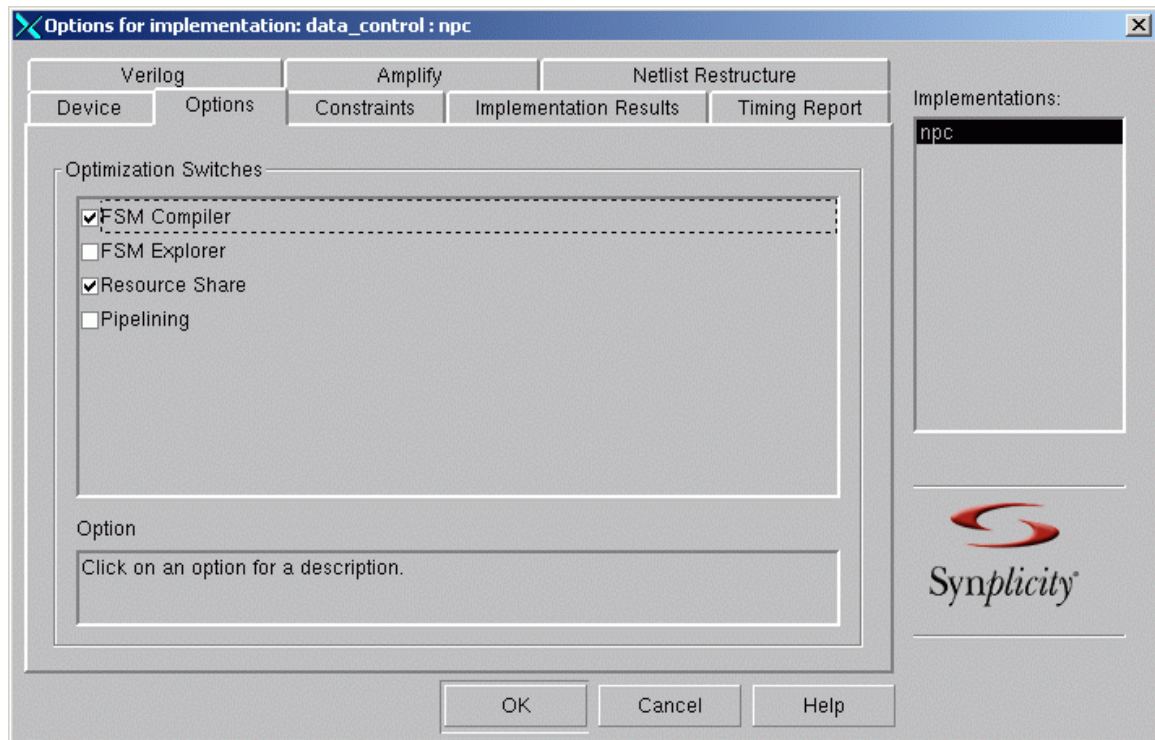 Options for implementation: data_control : npc
Verilog Amplify Netlist Restructure
Device Options Constraints Implementation Results Timing Report
Implementations:
npc
Optimization Switches
FSM Compiler
FSM Explorer
Resource Share
Pipelining
Option
Click on an option for a description.
Synplicity®
OK Cancel Help